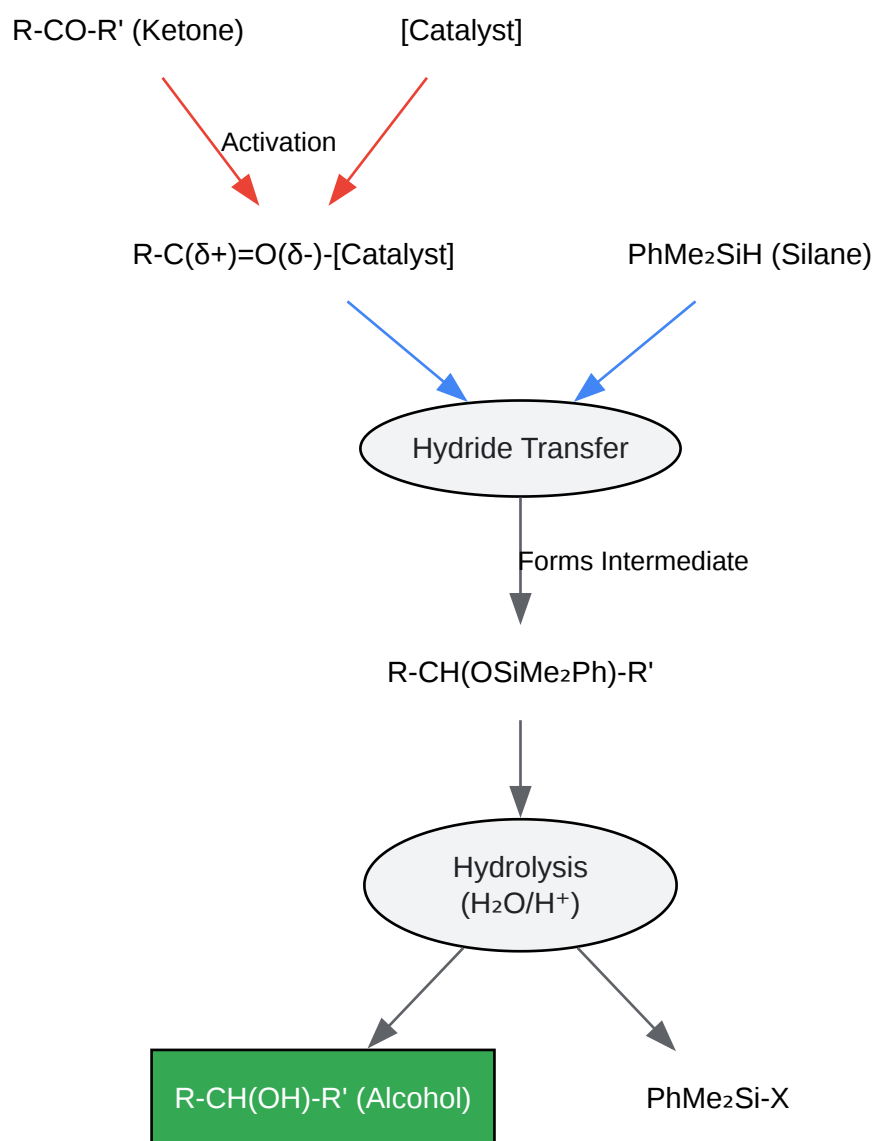 R-CO-R' (Ketone)
[Catalyst]
Activation
R-C(δ+)=O(δ-)-[Catalyst]
PhMe₂SiH (Silane)
Hydride Transfer
Forms Intermediate
R-CH(OSiMe₂Ph)-R'
Hydrolysis
(H₂O/H⁺)
R-CH(OH)-R' (Alcohol)
PhMe₂Si-X